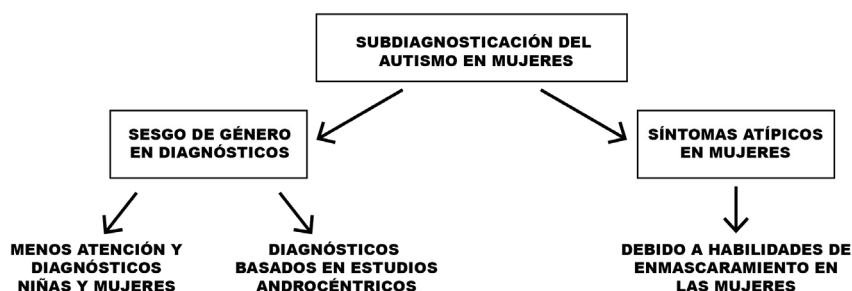 SUBDIAGNOSTICACIÓN DEL
AUTISMO EN MUJERES
SESGO DE GÉNERO
EN DIAGNÓSTICOS
SÍNTOMAS ATÍPICOS
EN MUJERES
MENOS ATENCIÓN Y
DIAGNÓSTICOS
NIÑAS Y MUJERES
DIAGNÓSTICOS
BASADOS EN ESTUDIOS
ANDROCÉNTRICOS
DEBIDO A HABILIDADES DE
ENMASCARAMIENTO EN
LAS MUJERES